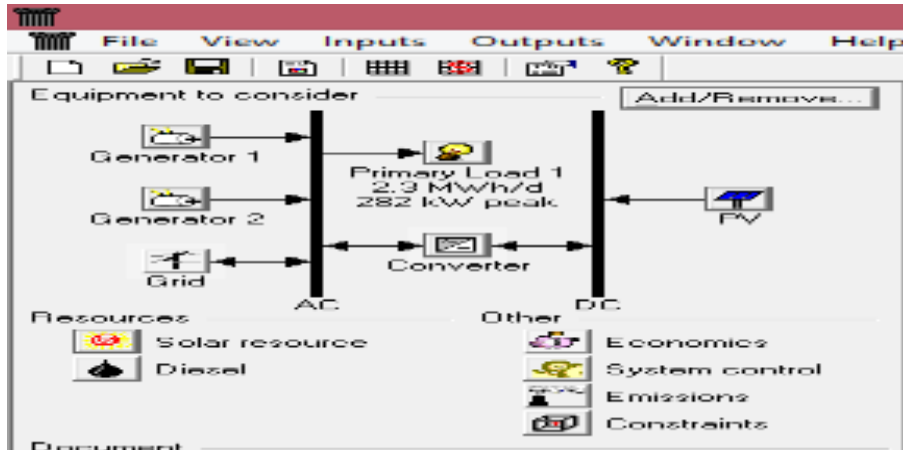 File View Inputs Outputs Window Help
Equipment to consider Add/Remove...
Generator 1
Primary Load 1
2.3 MWh/d
282 kW peak
Generator 2
PV
Converter
Grid
AC DC
Resources Other
Solar resource Economics
Diesel System control
Emissions
Constraints
Document